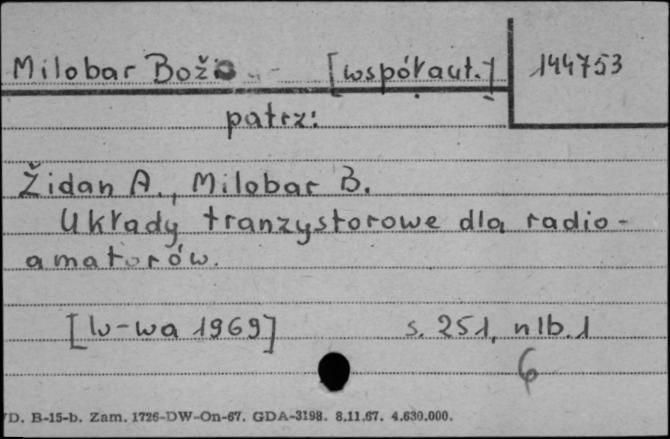 Milobar Božo [współaut.] 144753
patrz:
Židan A., Milobar B.
Układy tranzystorowe dla radio-
amatorów.
[W-wa 1969] s. 251, nlb. 1
6
D. B-15-b. Zam. 1726-DW-On-67. GDA-3198. 8.11.67. 4.630.000.